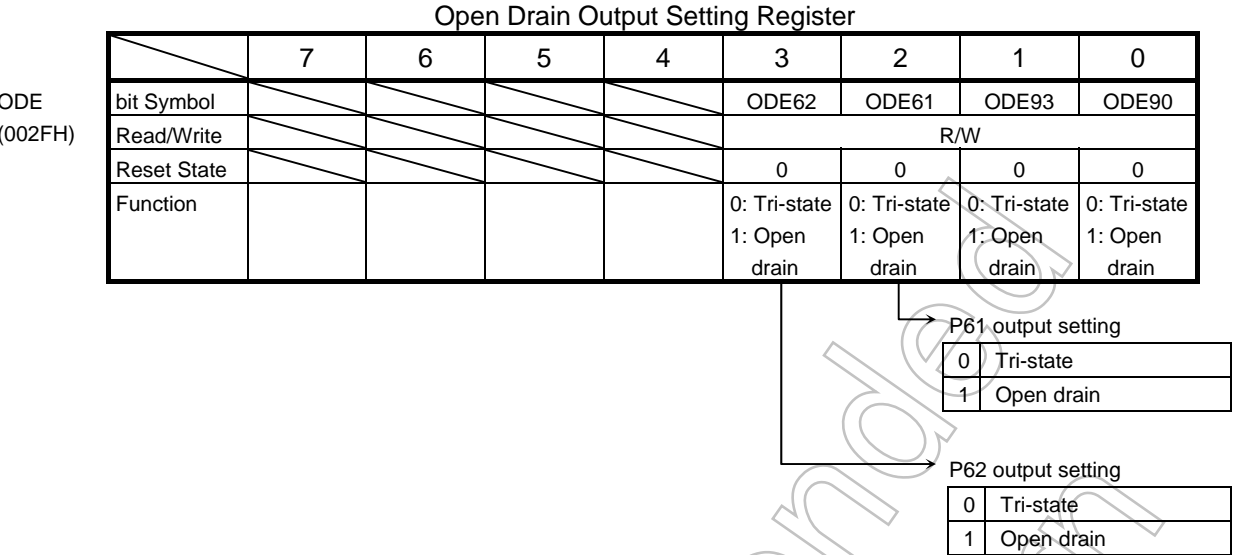 Open Drain Output Setting Register
7 6 5 4 3 2 1 0
ODE
(002FH)
bit Symbol ODE62 ODE61 ODE93 ODE90
Read/Write R/W
Reset State 0 0 0 0
Function 0: Tri-state 0: Tri-state 0: Tri-state 0: Tri-state
1: Open 1: Open 1: Open 1: Open
drain drain drain drain
P61 output setting
0 Tri-state
1 Open drain
P62 output setting
0 Tri-state
1 Open drain